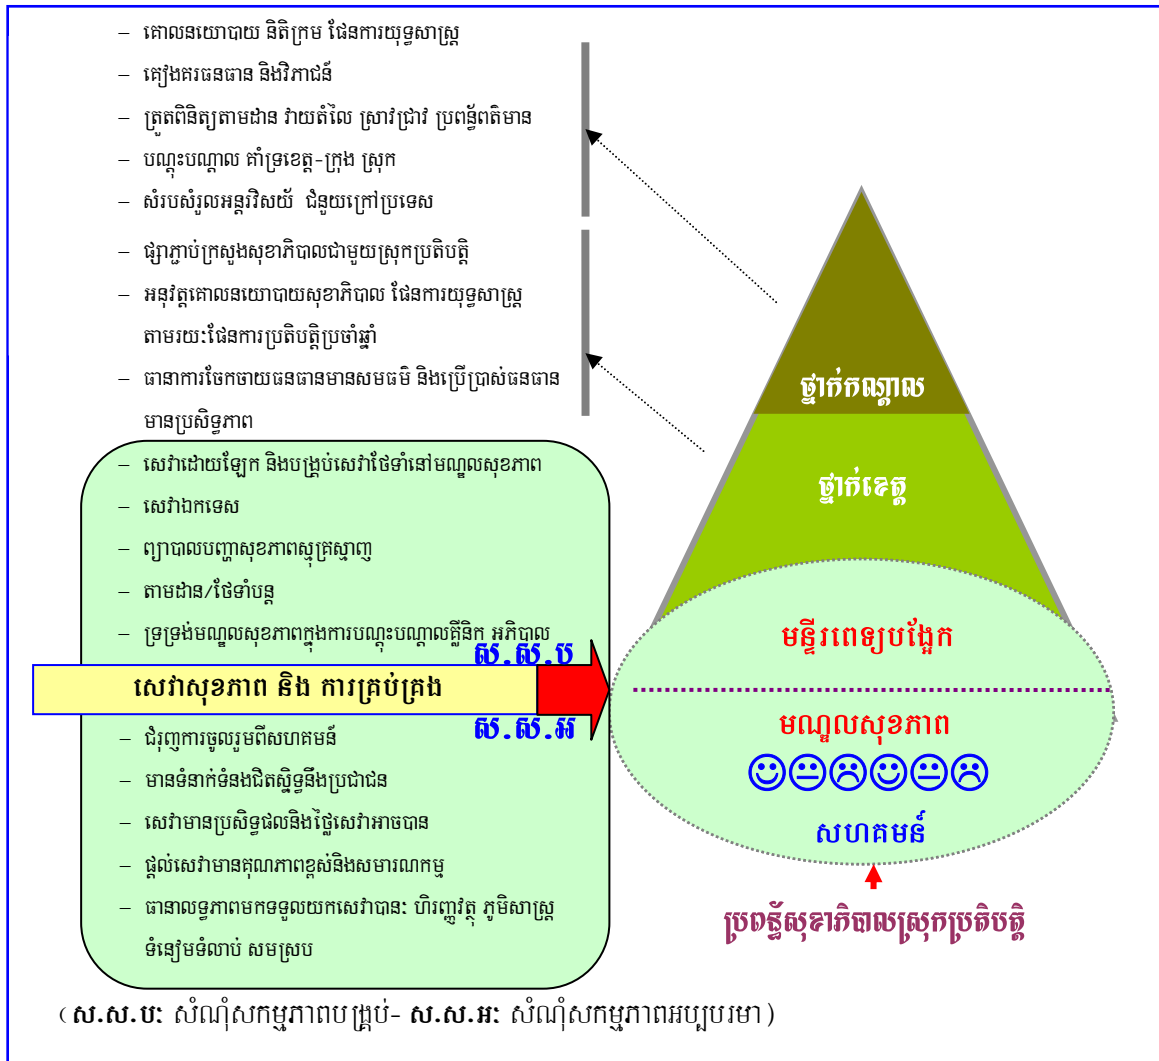 – គោលនយោបាយ និតិក្រម ផែនការយុទ្ធសាស្ត្រ
– គៀងគរធនធាន និងវិភាជន៍
– ត្រួតពិនិត្យតាមដាន វាយតំលៃ ស្រាវជ្រាវ ប្រពន្ធ័ពត៌មាន
– បណ្តុះបណ្តាល គាំទ្រខេត្ត-ក្រុង ស្រុក
– សំរបសំរួលអន្តរវិស័យ ជំនួយក្រៅប្រទេស
– ផ្សាភ្ជាប់ក្រសួងសុខាភិបាលជាមួយស្រុកប្រតិបត្តិ
– អនុវត្តគោលនយោបាយសុខាភិបាល ផែនការយុទ្ធសាស្ត្រ
តាមរយៈផែនការប្រតិបត្តិប្រចាំឆ្នាំ
– ធានាការចែកចាយធនធានមានសមធម៌ និងប្រើប្រាស់ធនធាន
មានប្រសិទ្ធភាព
ថ្នាក់កណ្តាល
– សេវាដោយឡែក និងបង្គ្រប់សេវាថែទាំនៅមណ្ឌលសុខភាព
សេវាឯកទេស
ថ្នាក់ខេត្ត
– ព្យាបាលបញ្ហាសុខភាពស្មុគ្រស្មាញ
– តាមដាន/ថែទាំបន្ត
– ទ្រទ្រង់មណ្ឌលសុខភាពក្នុងការបណ្តុះបណ្តាលគ្លីនិក អភិបាល
មន្ទីរពេទ្យបង្អែក
ស.ស.ប
សេវាសុខភាព និង ការគ្រប់គ្រង
ស.ស.អ
– ជំរុញការចូលរួមពីសហគមន៍
មណ្ឌលសុខភាព
– មានទំនាក់ទំនងជិតស្និទ្ធនឹងប្រជាជន
– សេវាមានប្រសិទ្ធផលនិងថ្លៃសេវាអាចបាន
សហគមន៍
– ផ្តល់សេវាមានគុណភាពខ្ពស់និងសមារណកម្ម
– ធានាលទ្ធភាពមកទទួលយកសេវាបានៈ ហិរញ្ញវត្ថុ ភូមិសាស្ត្រ
ទំនៀមទំលាប់ សមស្រប
ប្រពន្ធ័សុខាភិបាលស្រុកប្រតិបត្តិ
(ស.ស.បៈ សំណុំសកម្មភាពបង្គ្រប់- ស.ស.អៈ សំណុំសកម្មភាពអប្បបរមា)